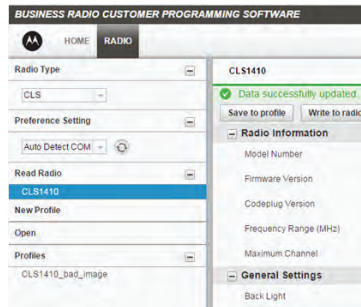 BUSINESS RADIO CUSTOMER PROGRAMMING SOFTWARE
HOME RADIO
Radio Type
CLS
Preference Setting
Auto Detect COM
Read Radio
CLS1410
New Profile
Open
Profiles
CLS1410_bad_image
CLS1410
Data successfully updated.
Save to profile Write to radio
Radio Information
Model Number
Firmware Version
Codeplug Version
Frequency Range (MHz)
Maximum Channel
General Settings
Back Light